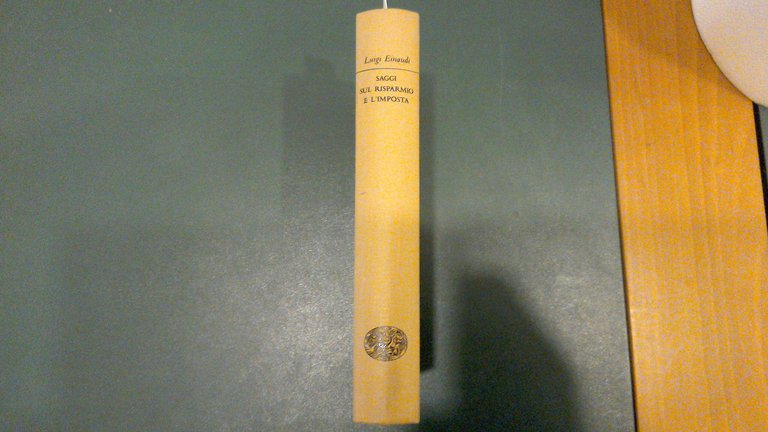 Luigi Einaudi
SAGGI
SUL RISPARMIO
E L'IMPOSTA